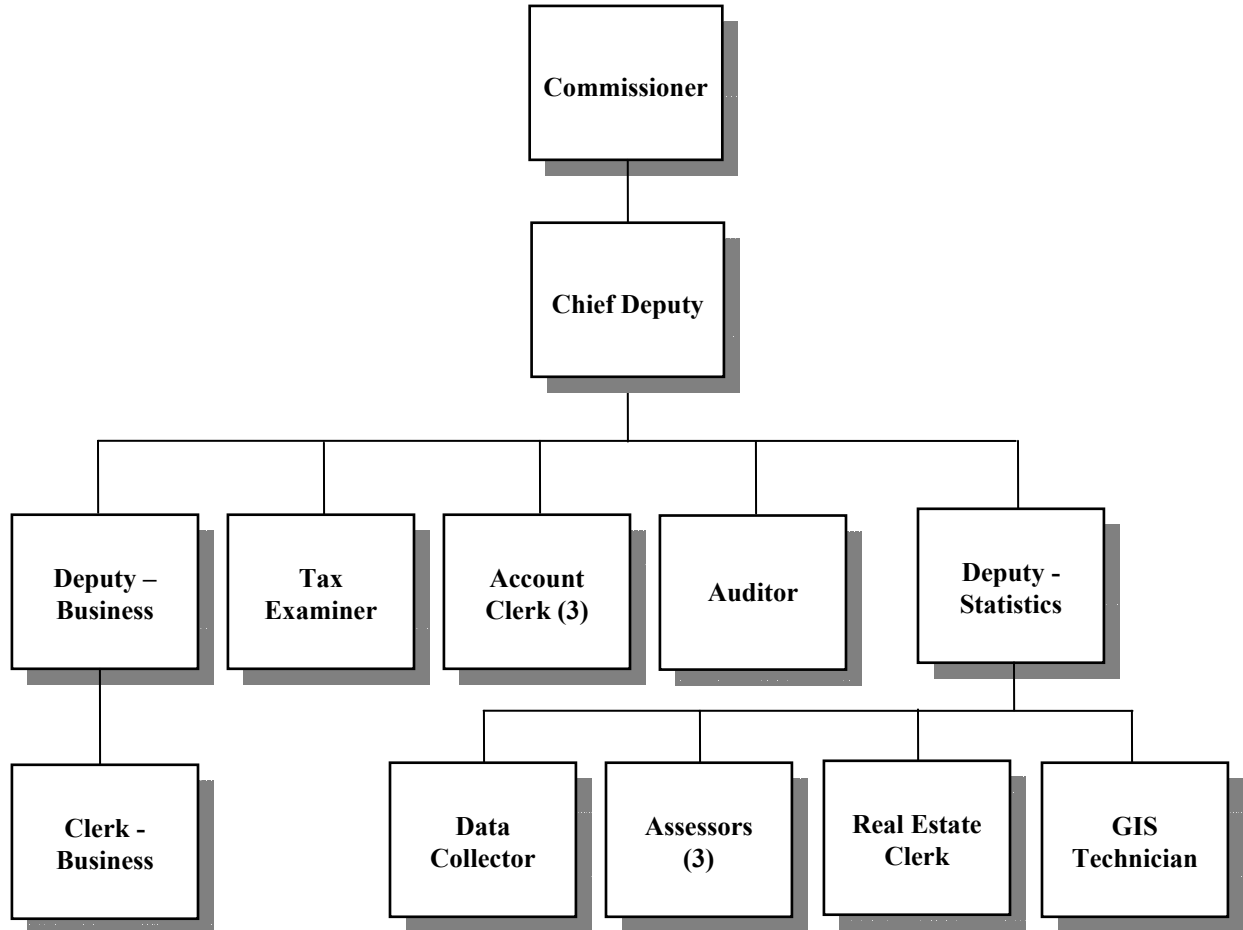 Commissioner
Chief Deputy
Deputy –
Business
Tax
Examiner
Account
Clerk (3)
Auditor
Deputy -
Statistics
Clerk -
Business
Data
Collector
Assessors
(3)
Real Estate
Clerk
GIS
Technician